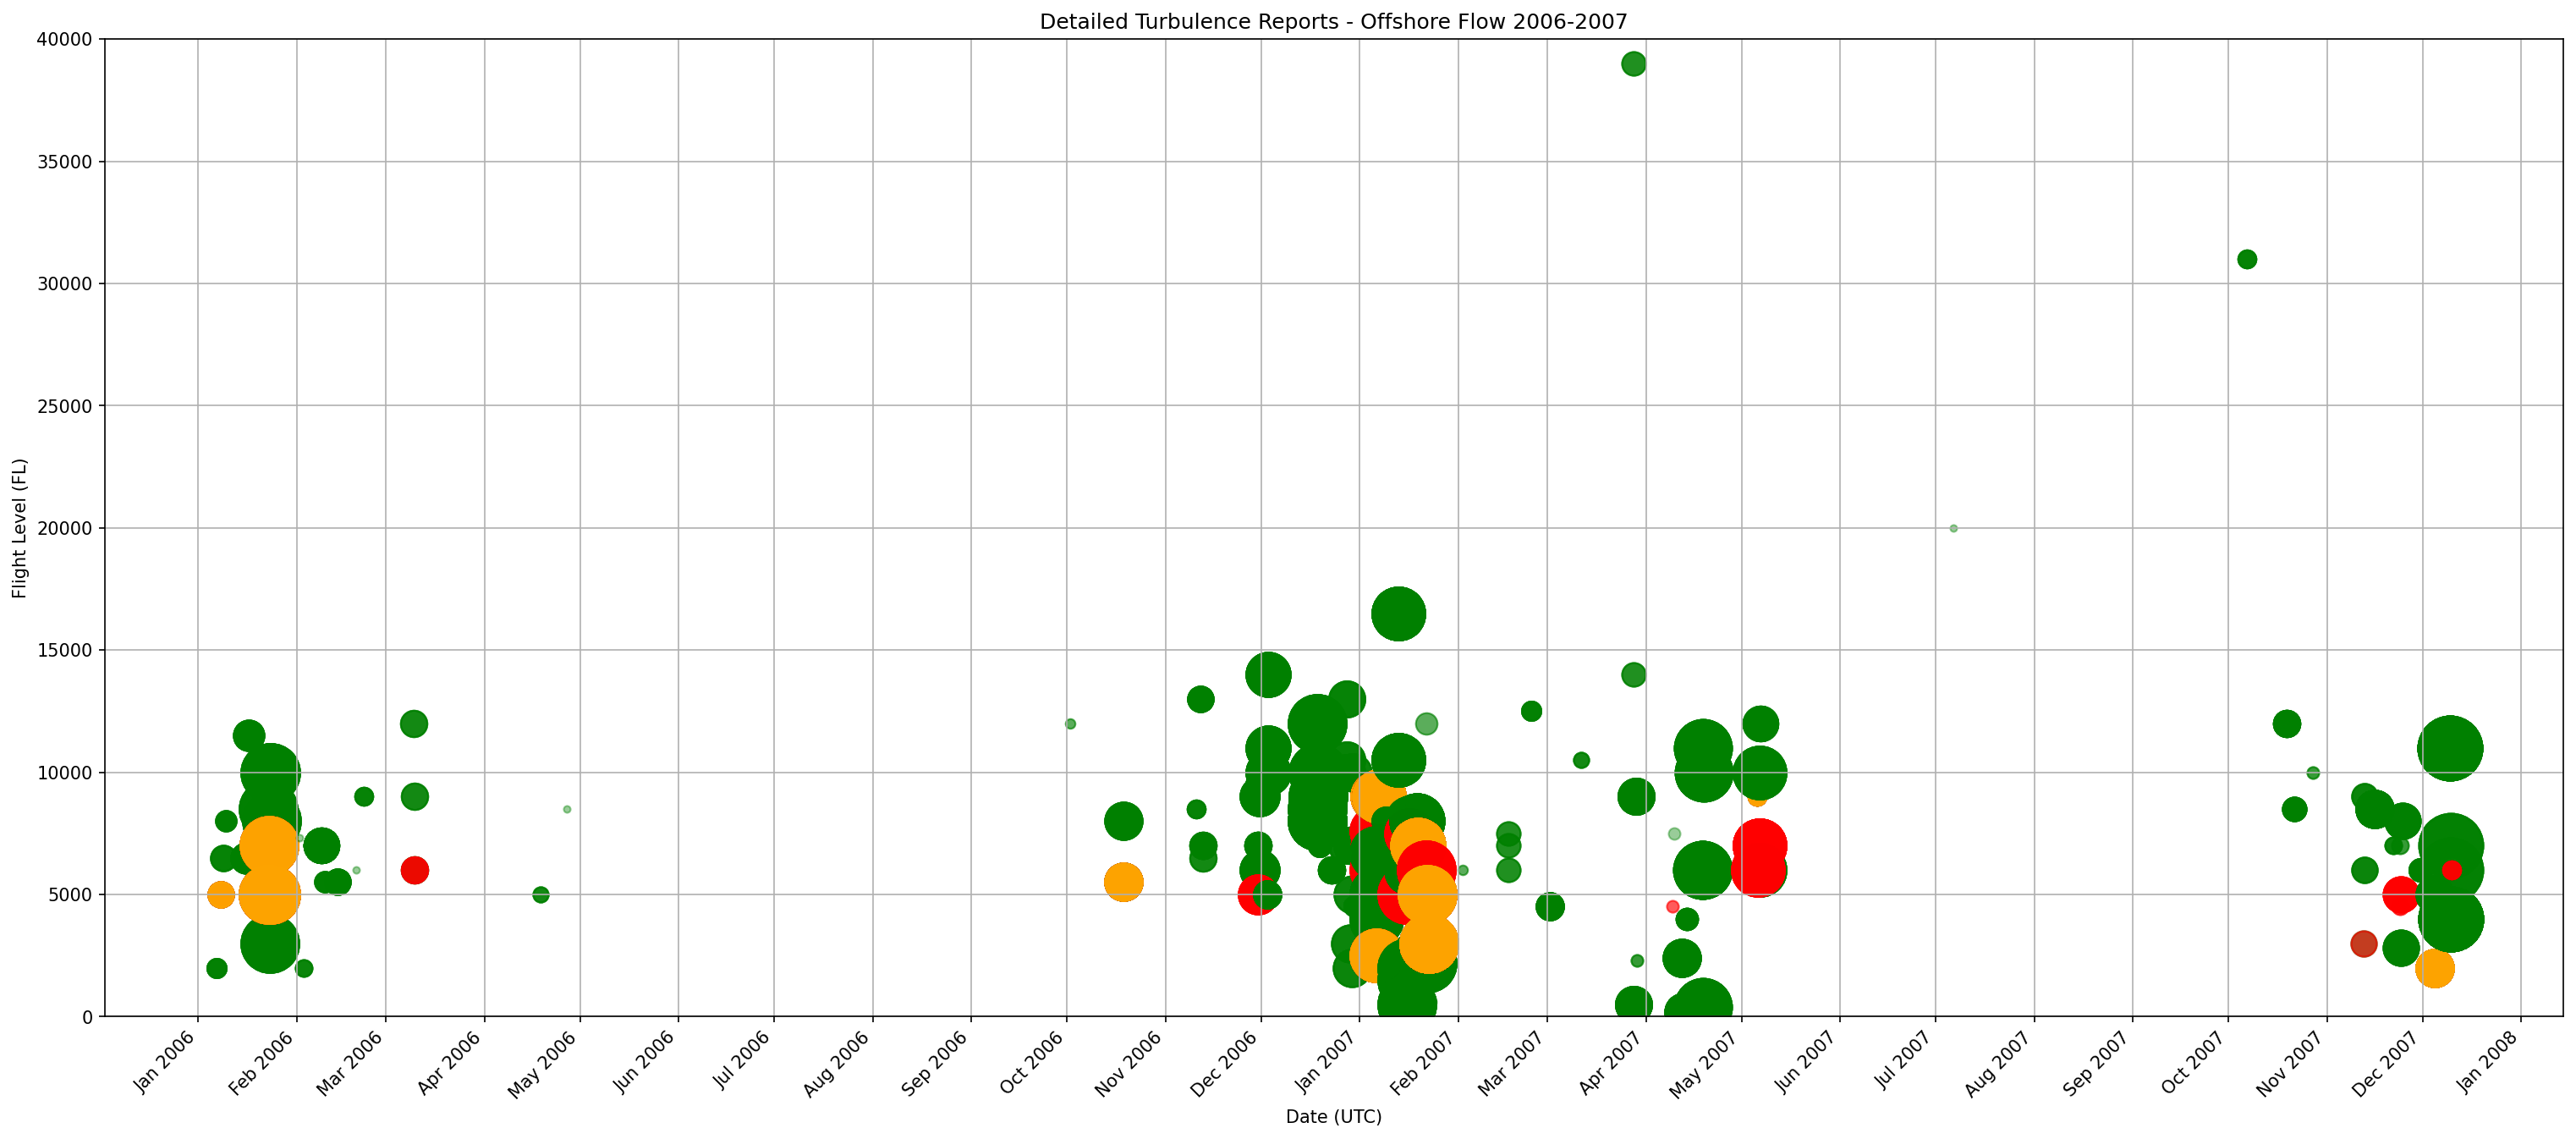 Detailed Turbulence Reports - Offshore Flow 2006-2007
40000
35000
30000
25000
20000
15000
10000
5000
0
Flight Level (FL)
Jan 2006
Feb 2006
Mar 2006
Apr 2006
May 2006
Jun 2006
Jul 2006
Aug 2006
Sep 2006
Oct 2006
Nov 2006
Dec 2006
Jan 2007
Feb 2007
Mar 2007
Apr 2007
May 2007
Jun 2007
Jul 2007
Aug 2007
Sep 2007
Oct 2007
Nov 2007
Dec 2007
Jan 2008
Date (UTC)